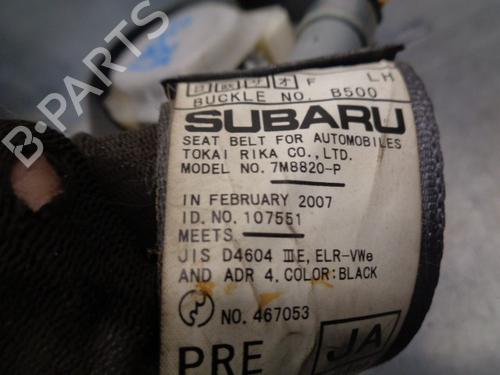 B-PARTS
F LH
BUCKLE NO. B500
SUBARU
SEAT BELT FOR AUTOMOBILES
TOKAI RIKA CO., LTD.
MODEL NO. 7M8820-P
IN FEBRUARY 2007
ID. NO. 107551
MEETS
JIS D4604 ⅢE, ELR-VWe
AND ADR 4. COLOR:BLACK
NO. 467053
PRE JA